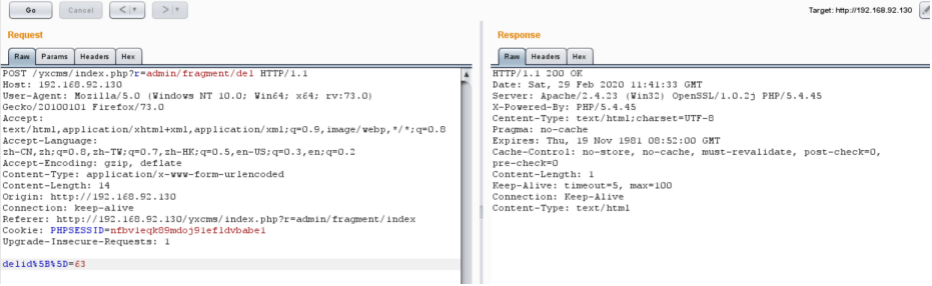 Go Cancel < > Target: http://192.168.92.130
Request
Raw Params Headers Hex
POST /yxcms/index.php?r=admin/fragment/del HTTP/1.1
Host: 192.168.92.130
User-Agent: Mozilla/5.0 (Windows NT 10.0; Win64; x64; rv:73.0)
Gecko/20100101 Firefox/73.0
Accept:
text/html,application/xhtml+xml,application/xml;q=0.9,image/webp,*/*;q=0.8
Accept-Language:
zh-CN,zh;q=0.8,zh-TW;q=0.7,zh-HK;q=0.5,en-US;q=0.3,en;q=0.2
Accept-Encoding: gzip, deflate
Content-Type: application/x-www-form-urlencoded
Content-Length: 14
Origin: http://192.168.92.130
Connection: keep-alive
Referer: http://192.168.92.130/yxcms/index.php?r=admin/fragment/index
Cookie: PHPSESSID=nfbvieqk89mdoj9lefldvbabei
Upgrade-Insecure-Requests: 1
delid%5B%5D=63
Response
Raw Headers Hex
HTTP/1.1 200 OK
Date: Sat, 29 Feb 2020 11:41:33 GMT
Server: Apache/2.4.23 (Win32) OpenSSL/1.0.2j PHP/5.4.45
X-Powered-By: PHP/5.4.45
Centent-Type: text/html;charset=UTF-8
Pragma: no-cache
Expires: Thu, 19 Nov 1981 08:52:00 GMT
Cache-Control: no-store, no-cache, must-revalidate, post-check=0,
pre-check=0
Content-Length: 1
Keep-Alive: timeout=5, max=100
Connection: Keep-Alive
Content-Type: text/html